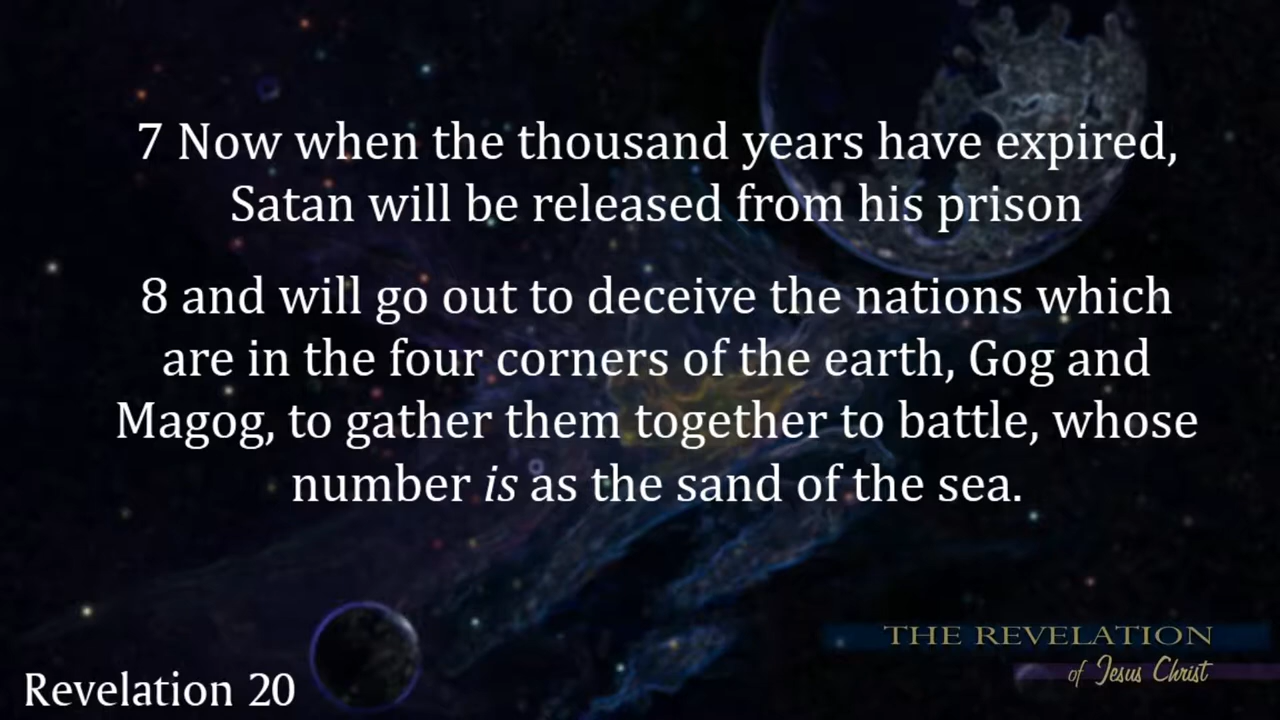 7 Now when the thousand years have expired,
Satan will be released from his prison
8 and will go out to deceive the nations which
are in the four corners of the earth, Gog and
Magog, to gather them together to battle, whose
number is as the sand of the sea.
THE REVELATION
of Jesus Christ
Revelation 20